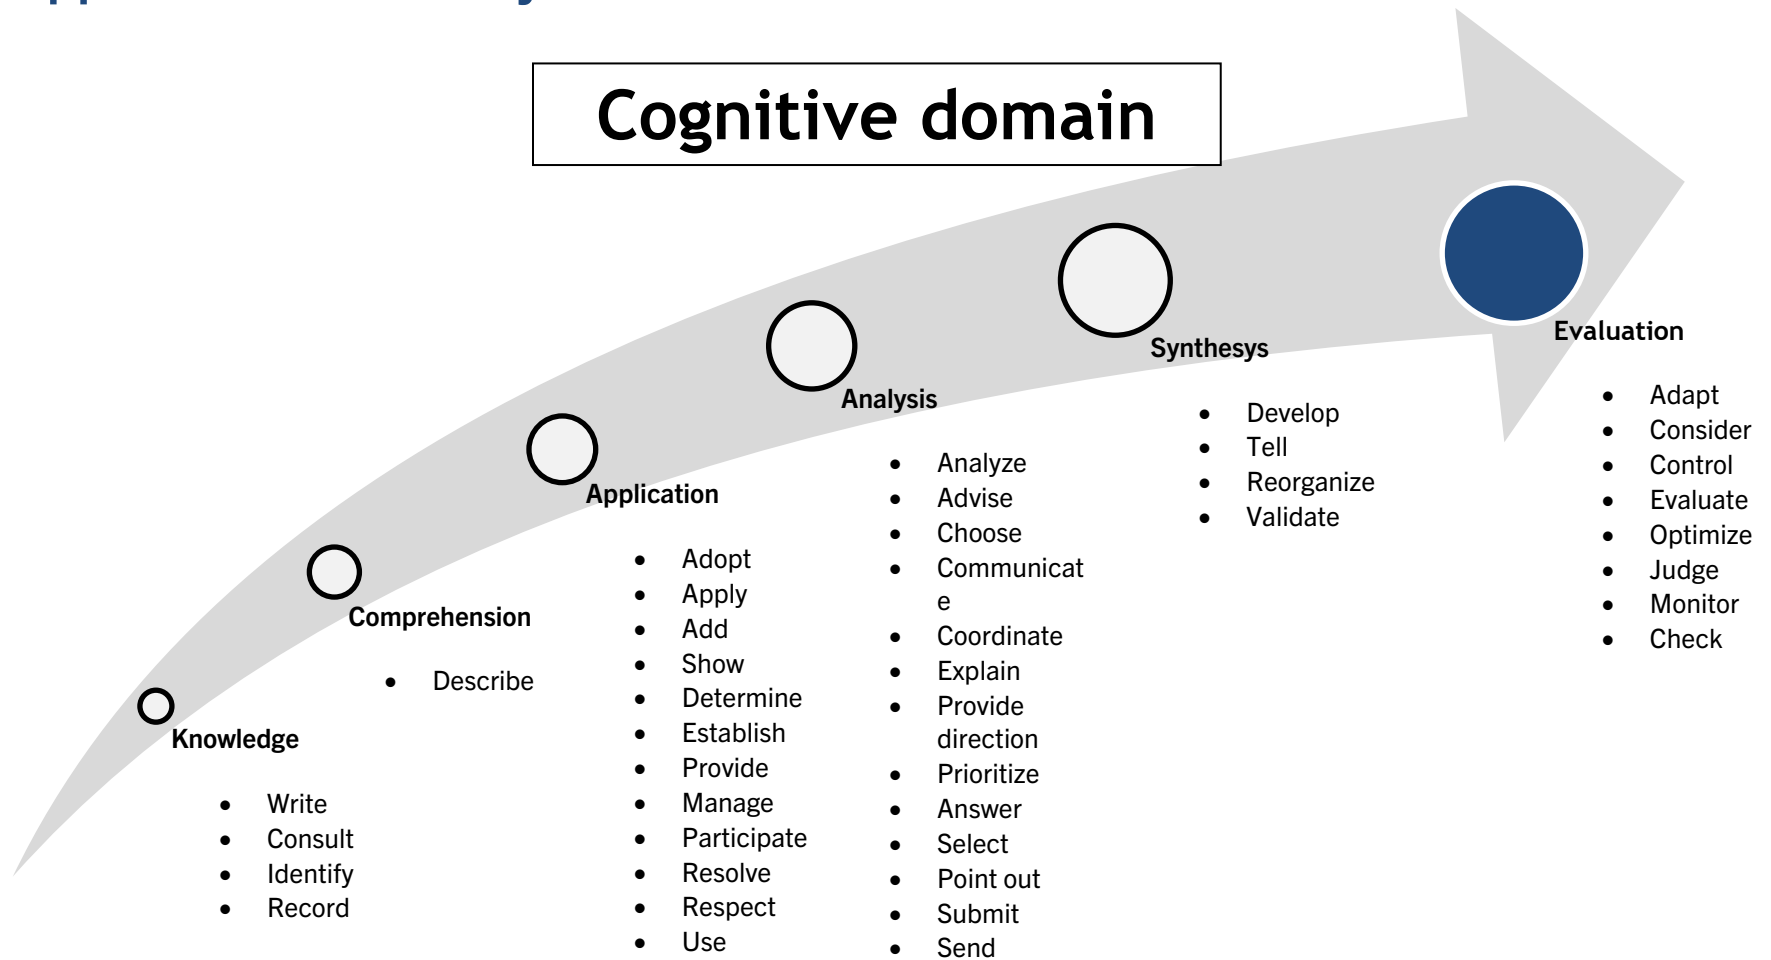 Cognitive domain
Knowledge
• Write
• Consult
• Identify
• Record
Comprehension
• Describe
Application
• Adopt
• Apply
• Add
• Show
• Determine
• Establish
• Provide
• Manage
• Participate
• Resolve
• Respect
• Use
Analysis
• Analyze
• Advise
• Choose
• Communicat
e
• Coordinate
• Explain
• Provide
direction
• Prioritize
• Answer
• Select
• Point out
• Submit
• Send
Synthesys
• Develop
• Tell
• Reorganize
• Validate
Evaluation
• Adapt
• Consider
• Control
• Evaluate
• Optimize
• Judge
• Monitor
• Check